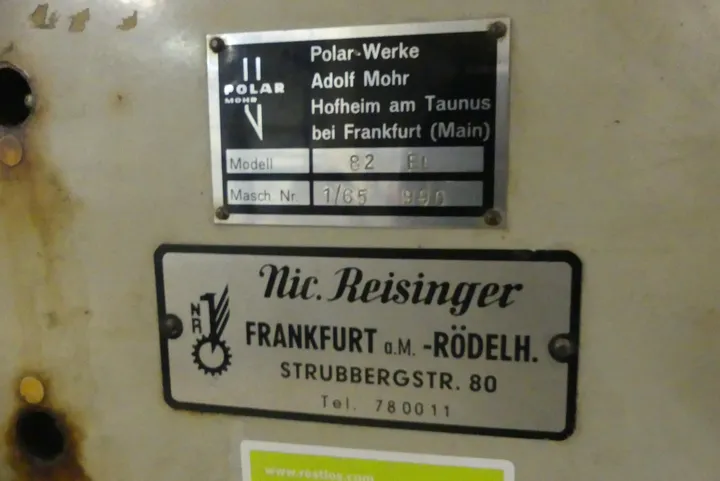 POLAR
MOHR
Polar-Werke
Adolf Mohr
Hofheim am Taunus
bei Frankfurt (Main)
Modell 82 EL
Masch. Nr. 1/65 990
NR
Nic. Reisinger
FRANKFURT a.M. -RÖDELH.
STRUBBERGSTR. 80
Tel. 780011